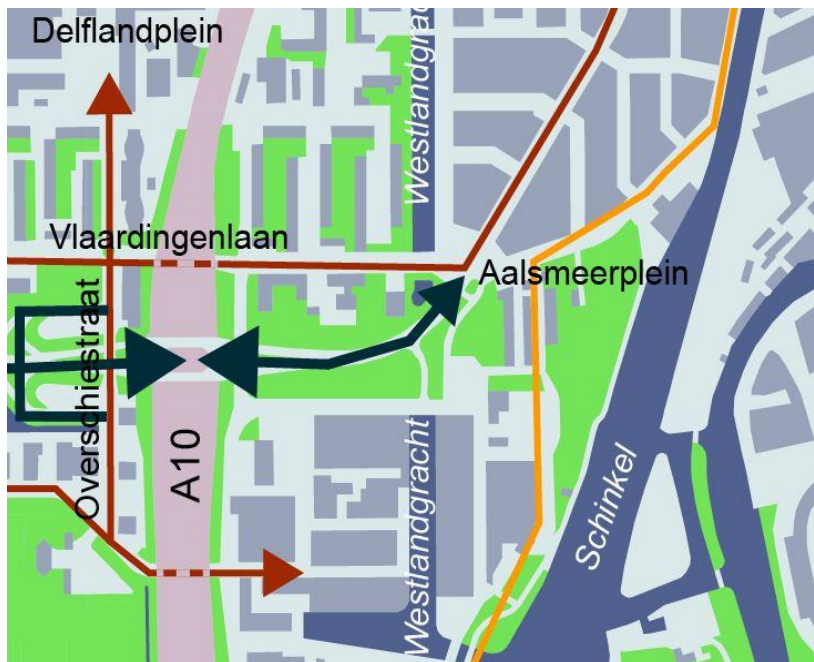 Delflandplein
Westlandgracht
Vlaardingenlaan
Aalsmeerplein
Overschiestraat
A10
Westlandgracht
Schinkel